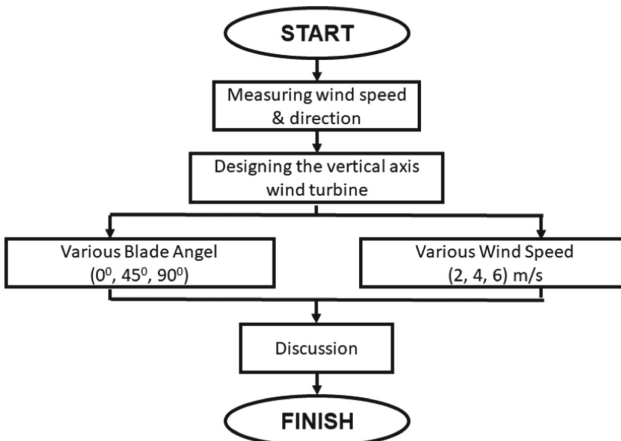 START
Measuring wind speed
& direction
Designing the vertical axis
wind turbine
Various Blade Angel
(0⁰, 45⁰, 90⁰)
Various Wind Speed
(2, 4, 6) m/s
Discussion
FINISH